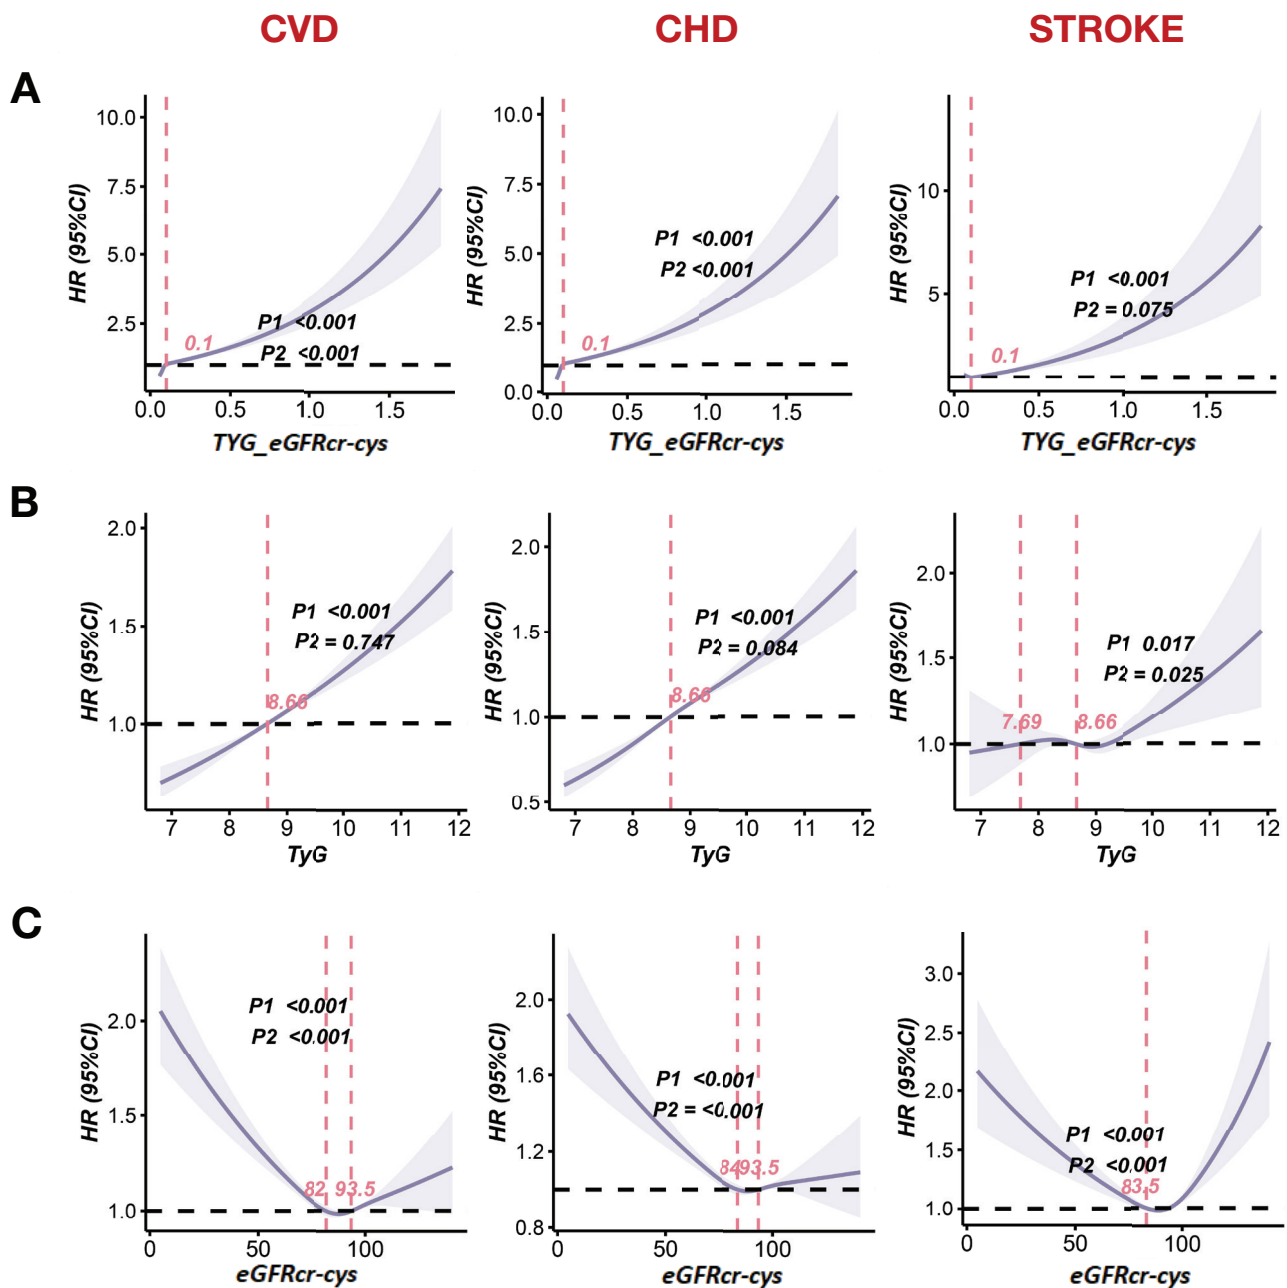 CVD CHD STROKE
A
HR (95%CI)
10.0
7.5
5.0
2.5
P1 <0.001
P2 <0.001
0.1
0.0 0.5 1.0 1.5
TYG_eGFRcr-cys
HR (95%CI)
10.0
7.5
5.0
2.5
0.0
P1 <0.001
P2 <0.001
0.1
0.0 0.5 1.0 1.5
TYG_eGFRcr-cys
HR (95%CI)
10
5
P1 <0.001
P2 = 0.075
0.1
0.0 0.5 1.0 1.5
TYG_eGFRcr-cys
B
HR (95%CI)
2.0
1.5
1.0
P1 <0.001
P2 = 0.747
8.66
7 8 9 10 11 12
TyG
HR (95%CI)
2.0
1.5
1.0
0.5
P1 <0.001
P2 = 0.084
8.66
7 8 9 10 11 12
TyG
HR (95%CI)
2.0
1.5
1.0
P1 0.017
P2 = 0.025
7.69 8.66
7 8 9 10 11 12
TyG
C
HR (95%CI)
2.0
1.5
1.0
P1 <0.001
P2 <0.001
82 93.5
0 50 100
eGFRcr-cys
HR (95%CI)
2.0
1.6
1.2
0.8
P1 <0.001
P2 = <0.001
84 93.5
0 50 100
eGFRcr-cys
HR (95%CI)
3.0
2.5
2.0
1.5
1.0
P1 <0.001
P2 <0.001
83.5
0 50 100
eGFRcr-cys